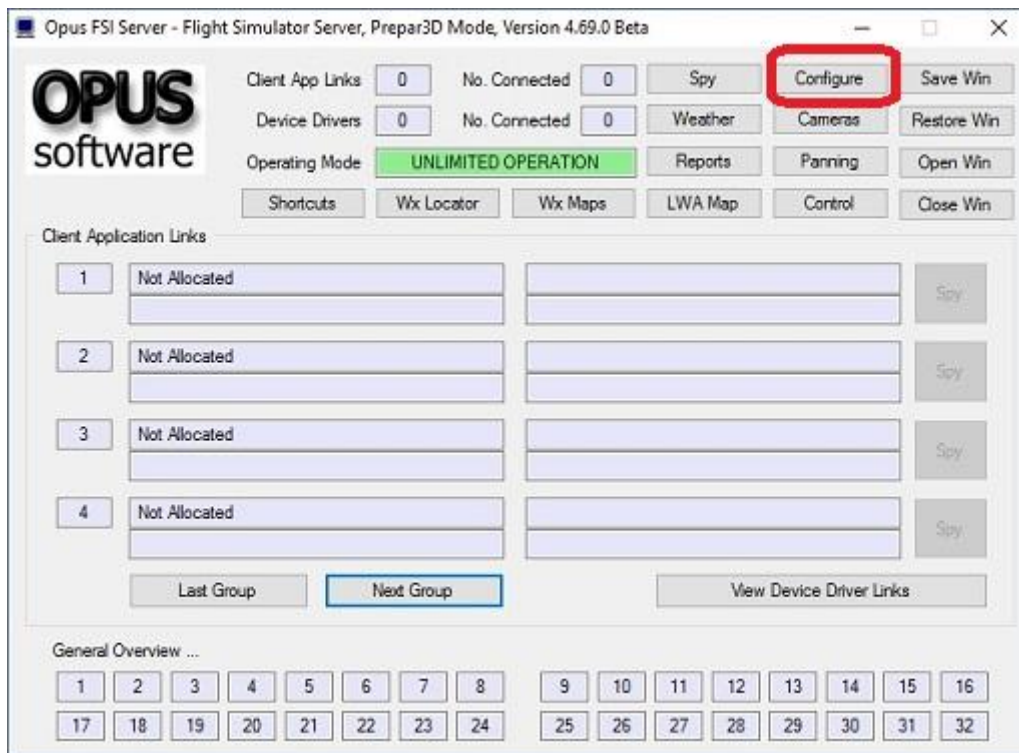 Opus FSI Server - Flight Simulator Server, Prepar3D Mode, Version 4.69.0 Beta
OPUS
software
Client App Links 0 No. Connected 0 Spy Configure Save Win
Device Drivers 0 No. Connected 0 Weather Cameras Restore Win
Operating Mode UNLIMITED OPERATION Reports Panning Open Win
Shortcuts Wx Locator Wx Maps LWA Map Control Close Win
Client Application Links
1 Not Allocated Spy
2 Not Allocated Spy
3 Not Allocated Spy
4 Not Allocated Spy
Last Group Next Group View Device Driver Links
General Overview ...
1 2 3 4 5 6 7 8 9 10 11 12 13 14 15 16
17 18 19 20 21 22 23 24 25 26 27 28 29 30 31 32